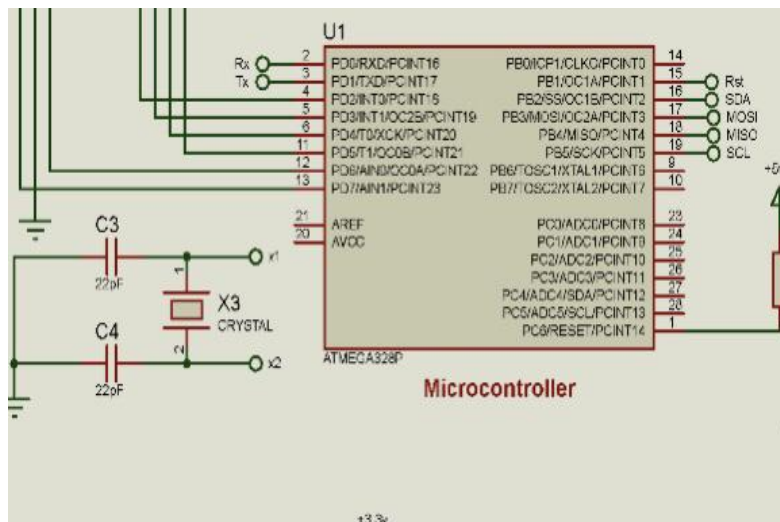 U1
Rx
Tx
2 PD0/RXD/PCINT16
3 PD1/TXD/PCINT17
4 PD2/INT0/PCINT18
5 PD3/INT1/OC2B/PCINT19
6 PD4/T0/XCK/PCINT20
11 PD5/T1/OC0B/PCINT21
12 PD6/AIN0/OC0A/PCINT22
13 PD7/AIN1/PCINT23
21 AREF
20 AVCC
PB0/ICP1/CLKO/PCINT0 14
PB1/OC1A/PCINT1 15 Rst
PB2/SS/OC1B/PCINT2 16 SDA
PB3/MOSI/OC2A/PCINT3 17 MOSI
PB4/MISO/PCINT4 18 MISO
PB5/SCK/PCINT5 19 SCL
PB6/TOSC1/XTAL1/PCINT6 9
PB7/TOSC2/XTAL2/PCINT7 10
PC0/ADC0/PCINT8 23
PC1/ADC1/PCINT9 24
PC2/ADC2/PCINT10 25
PC3/ADC3/PCINT11 26
PC4/ADC4/SDA/PCINT12 27
PC5/ADC5/SCL/PCINT13 28
PC6/RESET/PCINT14 1
ATMEGA328P
Microcontroller
C3
22pF
x1
1
X3
CRYSTAL
2
C4
22pF
x2
+3.3v